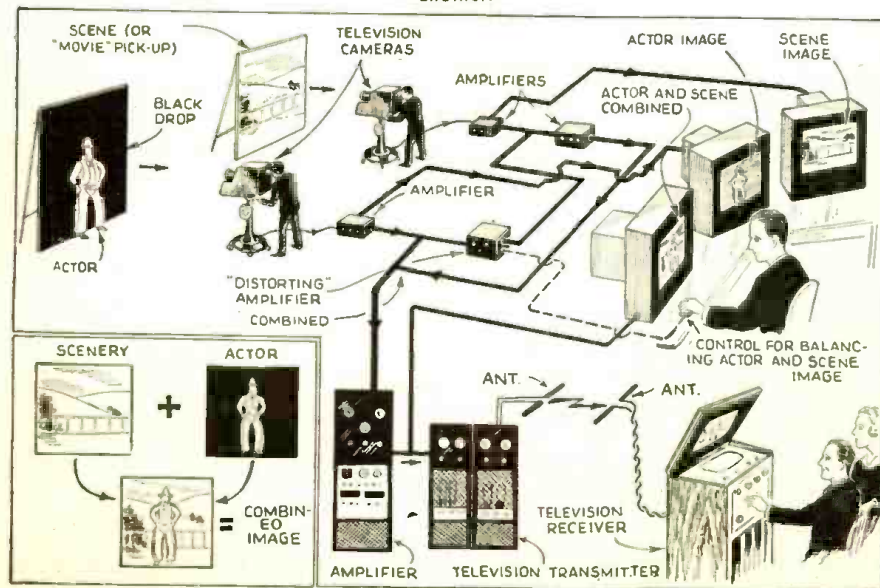 SCENE (OR
"MOVIE" PICK-UP)
TELEVISION
CAMERAS
BLACK
DROP
ACTOR
AMPLIFIERS
AMPLIFIER
"DISTORTING"
AMPLIFIER
COMBINED
ACTOR IMAGE
SCENE
IMAGE
ACTOR AND SCENE
COMBINED
CONTROL FOR BALANC-
ING ACTOR AND SCENE
IMAGE
SCENERY
ACTOR
+
=
COMBIN-
ED
IMAGE
ANT.
ANT.
AMPLIFIER
TELEVISION TRANSMITTER
TELEVISION
RECEIVER